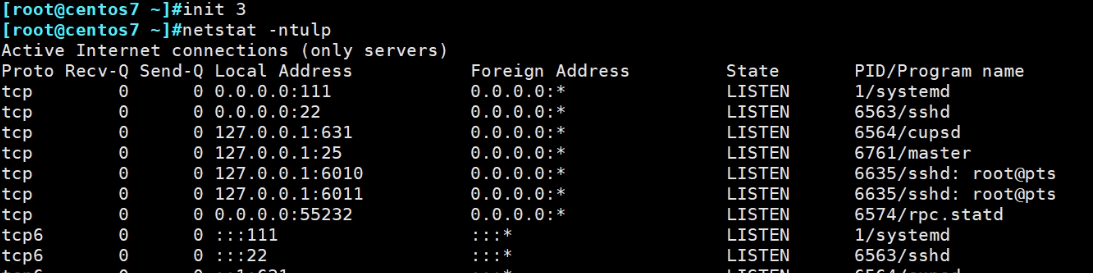 [root@centos7 ~]#init 3
[root@centos7 ~]#netstat -ntulp
Active Internet connections (only servers)
Proto Recv-Q Send-Q Local Address           Foreign Address         State       PID/Program name
tcp        0      0 0.0.0.0:111             0.0.0.0:*               LISTEN      1/systemd
tcp        0      0 0.0.0.0:22              0.0.0.0:*               LISTEN      6563/sshd
tcp        0      0 127.0.0.1:631           0.0.0.0:*               LISTEN      6564/cupsd
tcp        0      0 127.0.0.1:25            0.0.0.0:*               LISTEN      6761/master
tcp        0      0 127.0.0.1:6010          0.0.0.0:*               LISTEN      6635/sshd: root@pts
tcp        0      0 127.0.0.1:6011          0.0.0.0:*               LISTEN      6635/sshd: root@pts
tcp        0      0 0.0.0.0:55232           0.0.0.0:*               LISTEN      6574/rpc.statd
tcp6       0      0 :::111                  :::*                    LISTEN      1/systemd
tcp6       0      0 :::22                   :::*                    LISTEN      6563/sshd